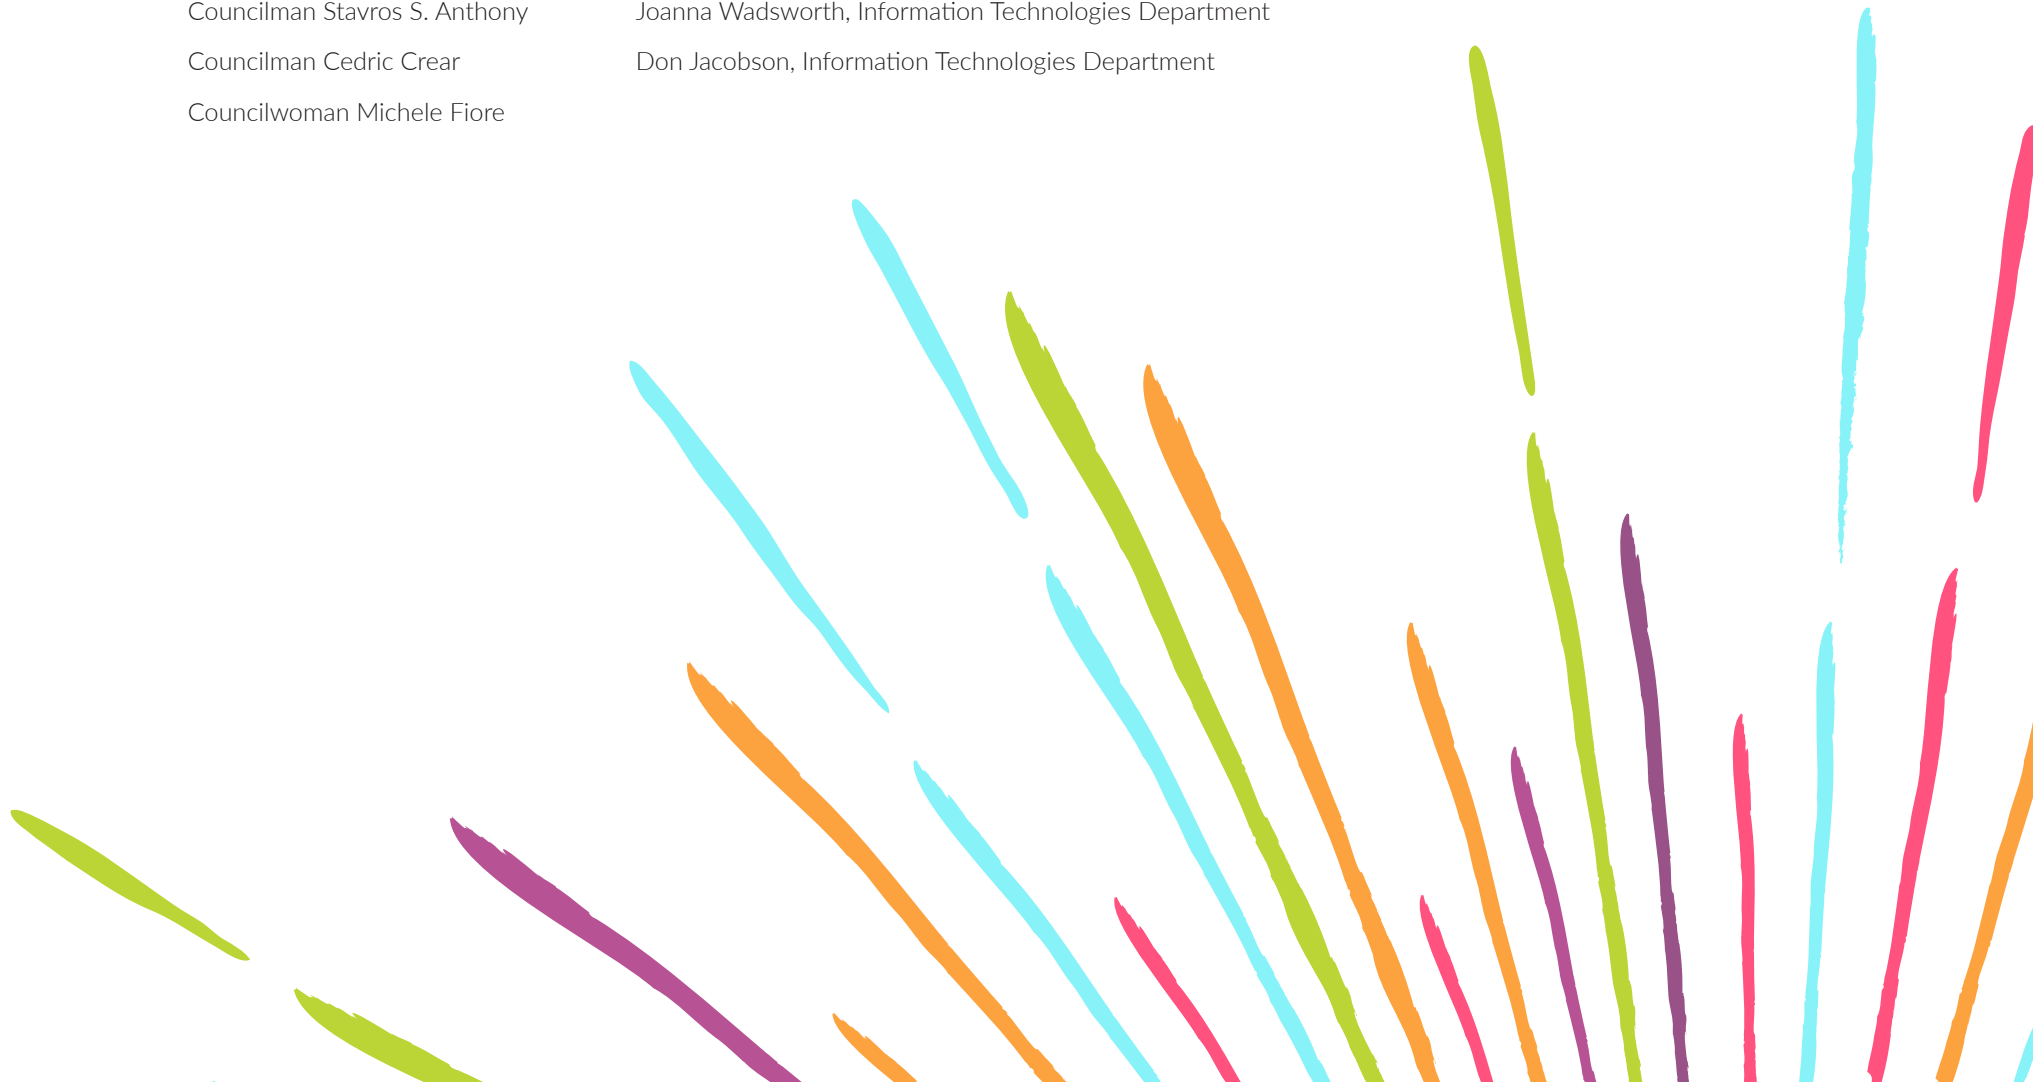 Councilman Stavros S. Anthony
Councilman Cedric Crear
Councilwoman Michele Fiore
Joanna Wadsworth, Information Technologies Department
Don Jacobson, Information Technologies Department